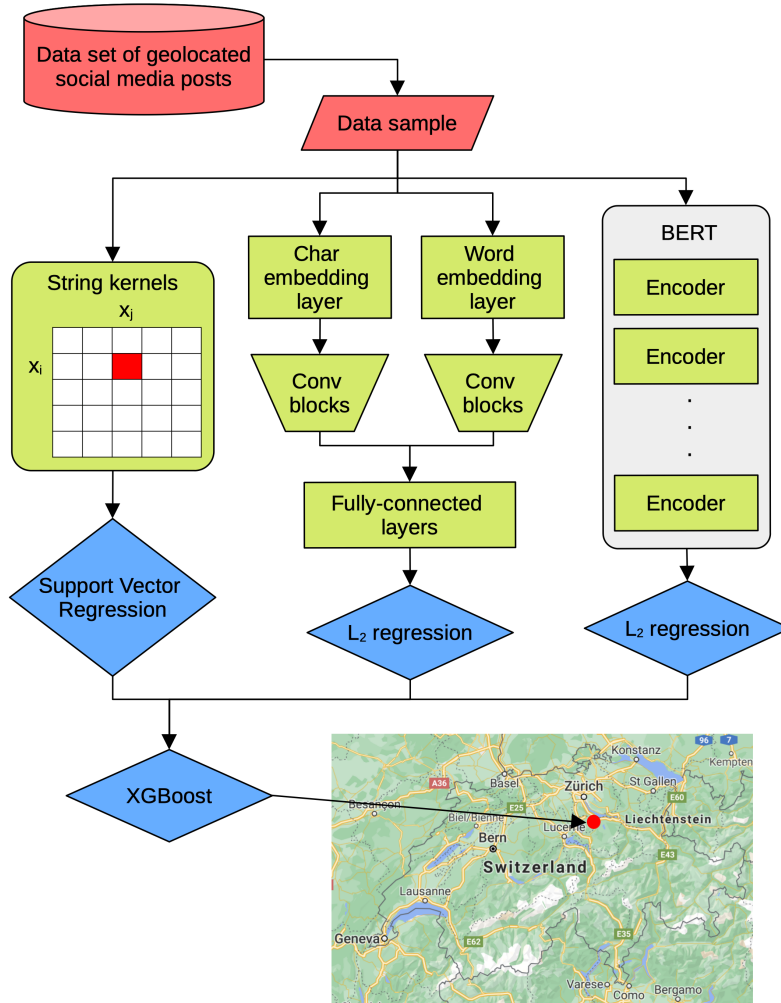 Data set of geolocated
social media posts
Data sample
String kernels
xj
xi
Char
embedding
layer
Word
embedding
layer
Conv
blocks
Conv
blocks
Fully-connected
layers
BERT
Encoder
Encoder
.
.
.
Encoder
Support Vector
Regression
L₂ regression
L₂ regression
XGBoost
96
7
Konstanz
Kempten
Basel
A36
Zürich
St Gallen
E60
Besançon
E25
Biel/Bienne
Lucerne
Liechtenstein
Bern
E43
Switzerland
Lausanne
Geneva
E62
E35
Varese
Como
Bergamo